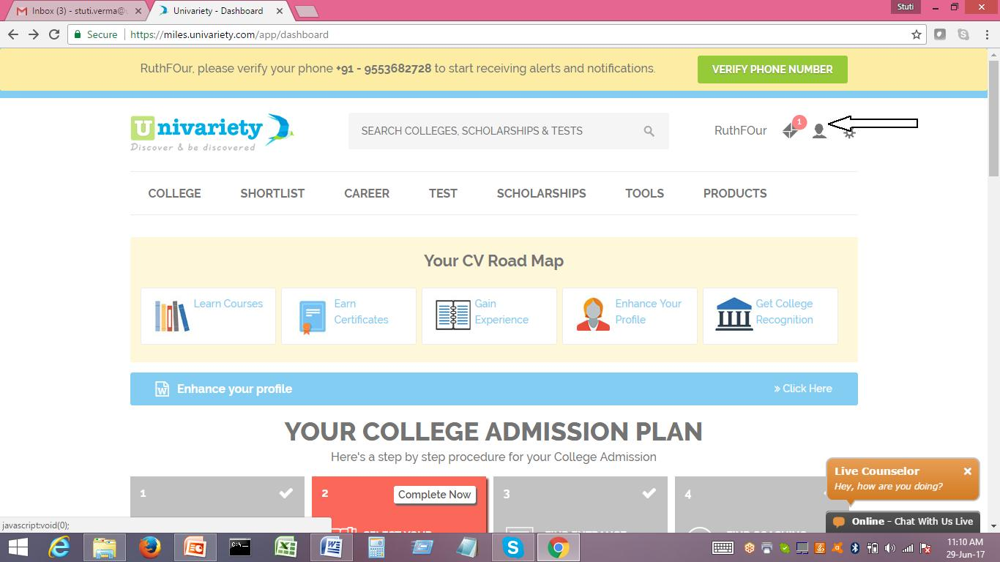 Inbox (3) - stuti.verma@
Univariety - Dashboard
Stuti
Secure
https://miles.univariety.com/app/dashboard
RuthFOur, please verify your phone +91 - 9553682728 to start receiving alerts and notifications.
VERIFY PHONE NUMBER
Univariety
Discover & be discovered
SEARCH COLLEGES, SCHOLARSHIPS & TESTS
RuthFOur
1
COLLEGE SHORTLIST CAREER TEST SCHOLARSHIPS TOOLS PRODUCTS
Your CV Road Map
Learn Courses
Earn
Certificates
Gain
Experience
Enhance Your
Profile
Get College
Recognition
Enhance your profile
» Click Here
YOUR COLLEGE ADMISSION PLAN
Here's a step by step procedure for your College Admission
1
2
Complete Now
3
4
Live Counselor
Hey, how are you doing?
Online - Chat With Us Live
javascript:void(0);
11:10 AM
29-Jun-17